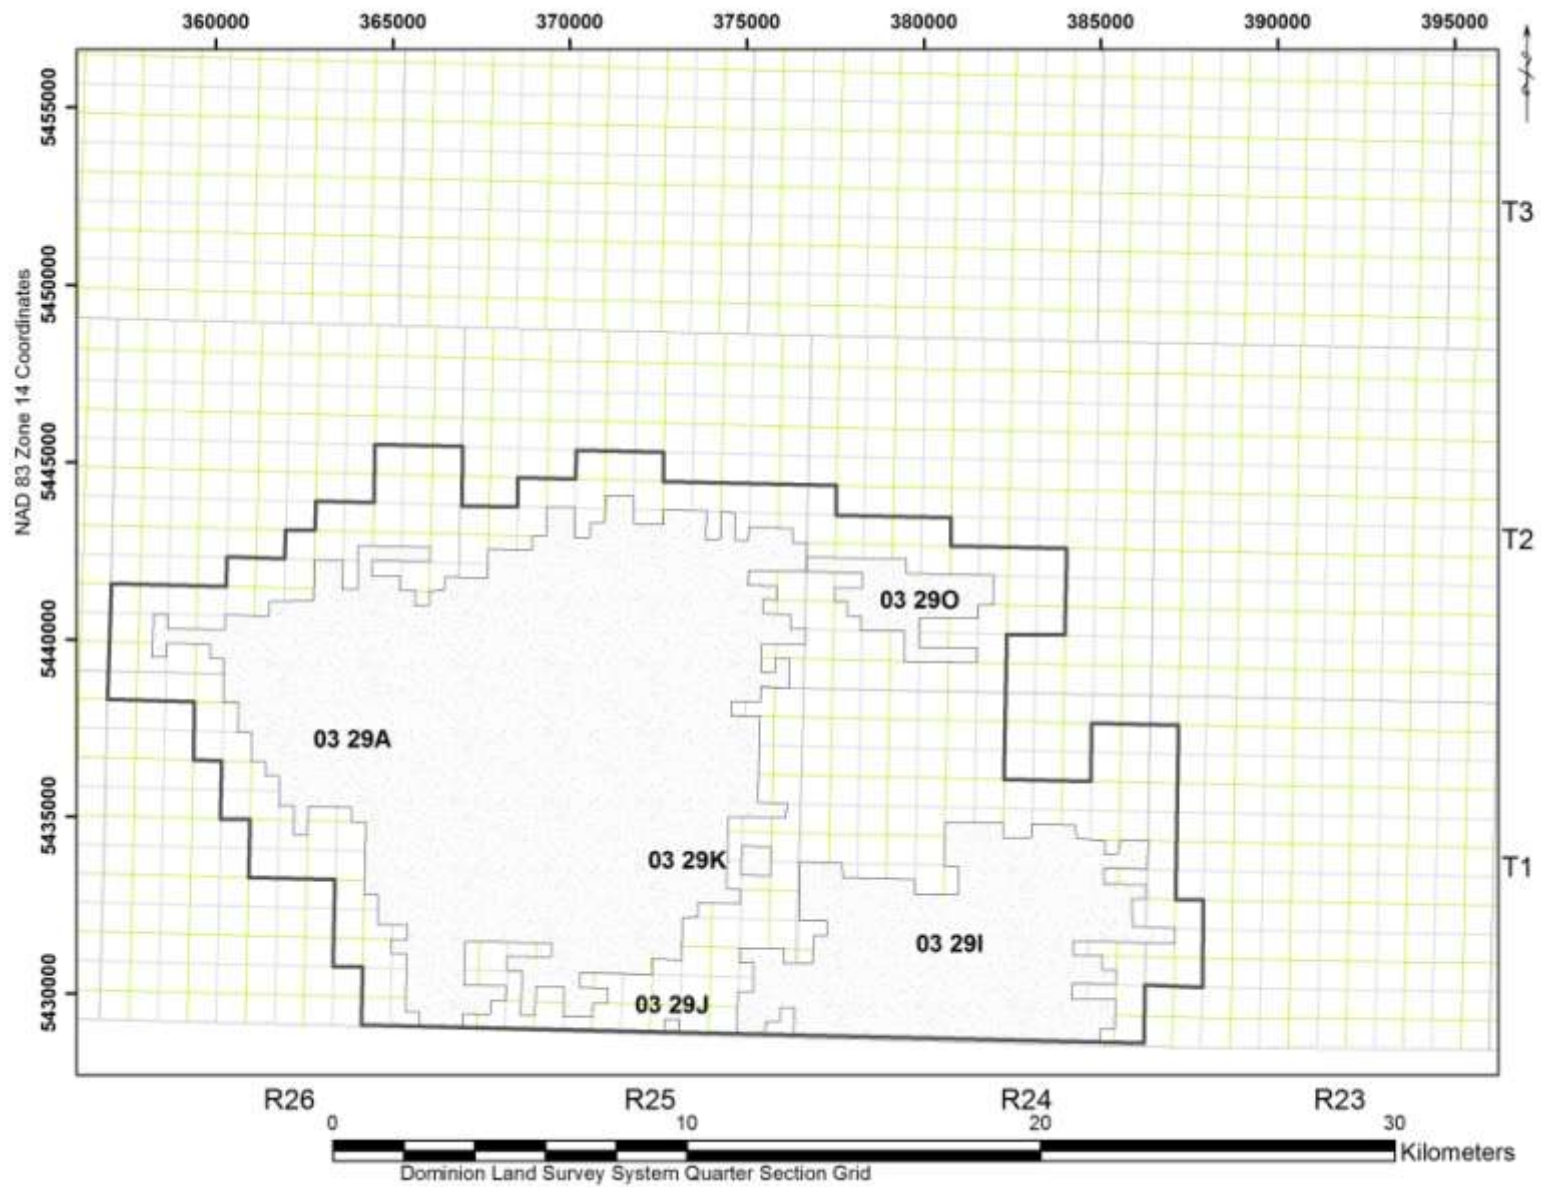 360000 365000 370000 375000 380000 385000 390000 395000
NAD 83 Zone 14 Coordinates
5455000
5450000
5445000
5440000
5435000
5430000
T3
T2
T1
03 29O
03 29A
03 29K
03 29I
03 29J
R26 R25 R24 R23
0 10 20 30
Kilometers
Dominion Land Survey System Quarter Section Grid